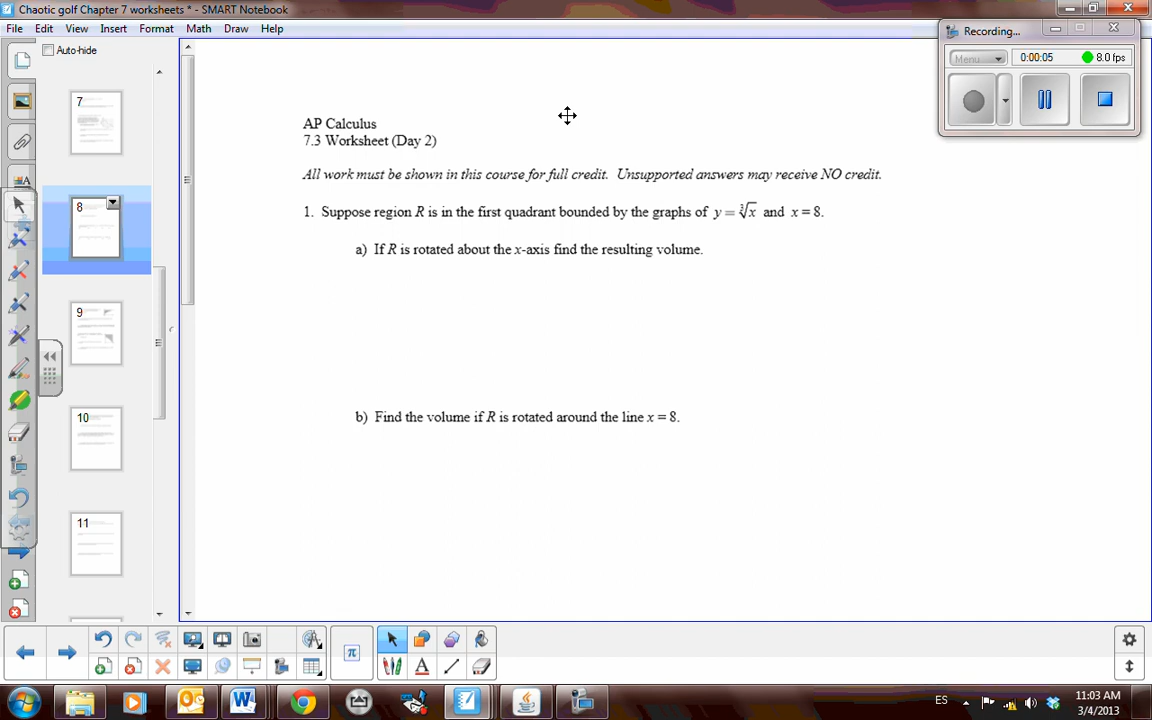 Chaotic golf Chapter 7 worksheets * - SMART Notebook
File Edit View Insert Format Math Draw Help
Auto-hide
Recording...
Menu 0:00:05 8.0 fps
7
8
9
10
11
AP Calculus
7.3 Worksheet (Day 2)
All work must be shown in this course for full credit. Unsupported answers may receive NO credit.
1. Suppose region R is in the first quadrant bounded by the graphs of y = ∛x and x = 8.
a) If R is rotated about the x-axis find the resulting volume.
b) Find the volume if R is rotated around the line x = 8.
π
A
ES
11:03 AM
3/4/2013